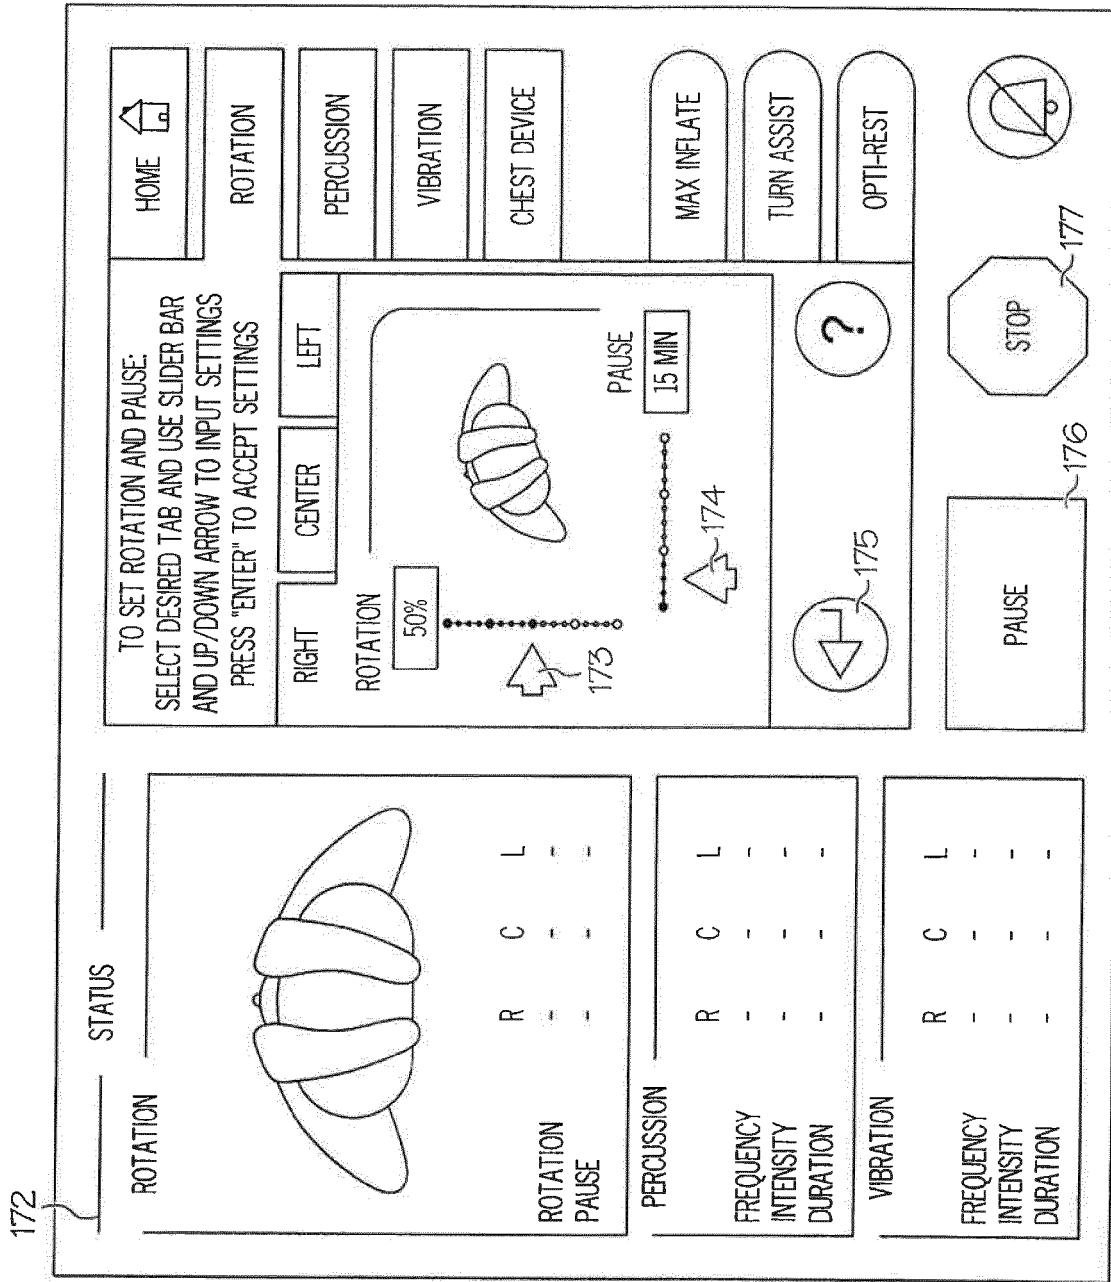 172
STATUS
ROTATION
R C L
ROTATION - - -
PAUSE - - -
PERCUSSION
R C L
FREQUENCY - - -
INTENSITY - - -
DURATION - - -
VIBRATION
R C L
FREQUENCY - - -
INTENSITY - - -
DURATION - - -
TO SET ROTATION AND PAUSE:
SELECT DESIRED TAB AND USE SLIDER BAR
AND UP/DOWN ARROW TO INPUT SETTINGS
PRESS "ENTER" TO ACCEPT SETTINGS
RIGHT CENTER LEFT
ROTATION
50%
173
PAUSE
15 MIN
174
175
?
HOME
ROTATION
PERCUSSION
VIBRATION
CHEST DEVICE
MAX INFLATE
TURN ASSIST
OPTI-REST
PAUSE
176
STOP
177